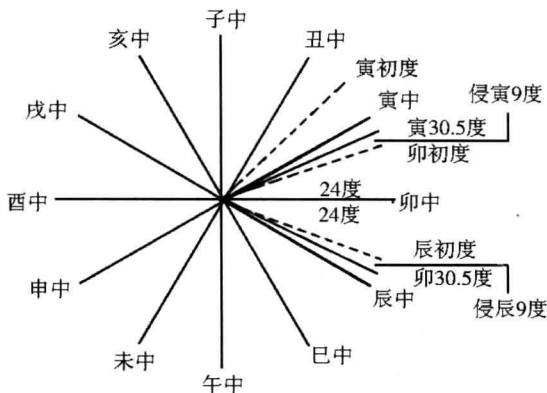 子中
亥中
丑中
寅初度
寅中
侵寅9度
戌中
寅30.5度
卯初度
24度
酉中
卯中
24度
辰初度
卯30.5度
申中
辰中
侵辰9度
未中
巳中
午中